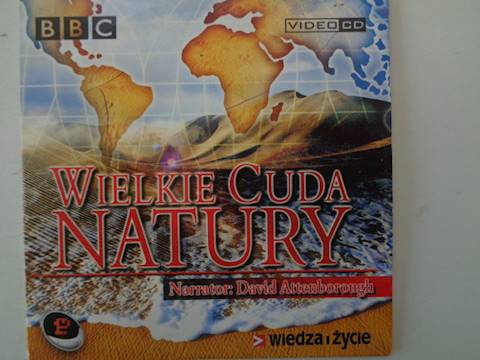 BBC
VIDEO CD
WIELKIE CUDA
NATURY
Narrator: David Attenborough
> wiedza i życie